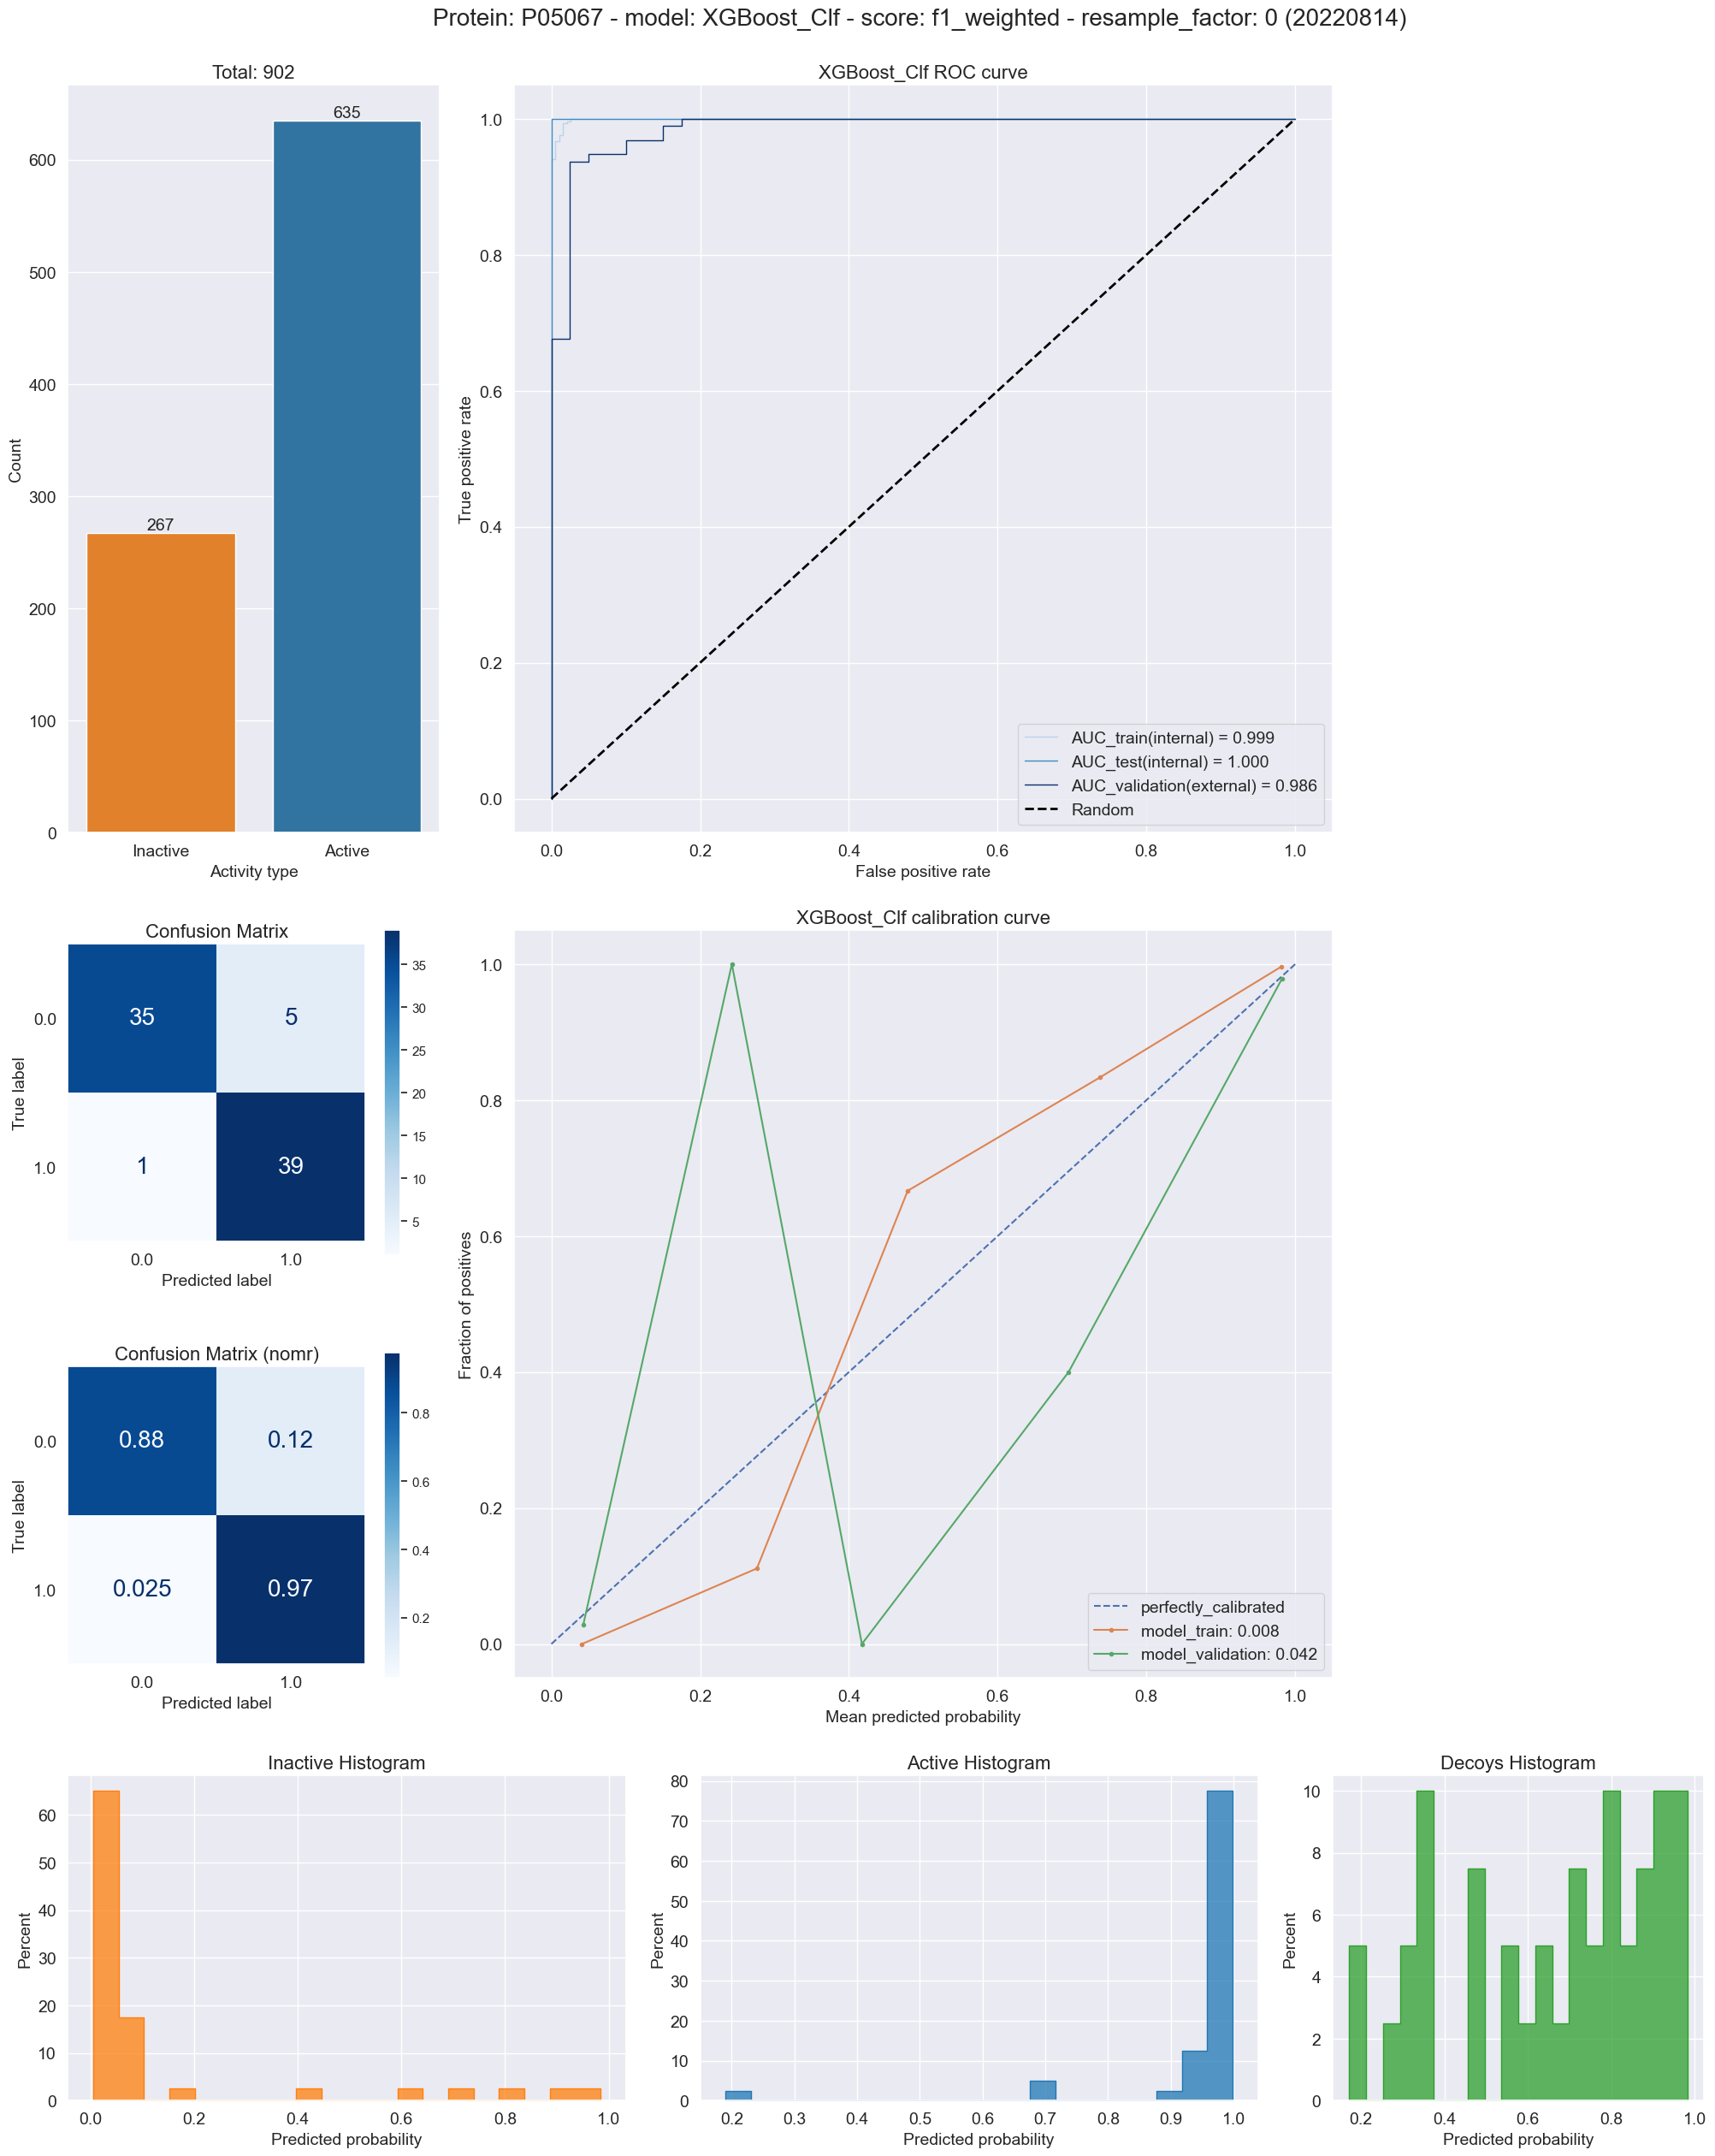 Protein: P05067 - model: XGBoost_Clf - score: f1_weighted - resample_factor: 0 (20220814)
Total: 902
635
267
Count
600
500
400
300
200
100
0
Inactive Active
Activity type
XGBoost_Clf ROC curve
True positive rate
1.0
0.8
0.6
0.4
0.2
0.0
AUC_train(internal) = 0.999
AUC_test(internal) = 1.000
AUC_validation(external) = 0.986
Random
0.0 0.2 0.4 0.6 0.8 1.0
False positive rate
Confusion Matrix
True label
0.0
1.0
35 5
1 39
0.0 1.0
Predicted label
35
30
25
20
15
10
5
Confusion Matrix (nomr)
True label
0.0
1.0
0.88 0.12
0.025 0.97
0.0 1.0
Predicted label
0.8
0.6
0.4
0.2
XGBoost_Clf calibration curve
Fraction of positives
1.0
0.8
0.6
0.4
0.2
0.0
perfectly_calibrated
model_train: 0.008
model_validation: 0.042
0.0 0.2 0.4 0.6 0.8 1.0
Mean predicted probability
Inactive Histogram
Percent
60
50
40
30
20
10
0
0.0 0.2 0.4 0.6 0.8 1.0
Predicted probability
Active Histogram
Percent
80
70
60
50
40
30
20
10
0
0.2 0.3 0.4 0.5 0.6 0.7 0.8 0.9 1.0
Predicted probability
Decoys Histogram
Percent
10
8
6
4
2
0
0.2 0.4 0.6 0.8 1.0
Predicted probability